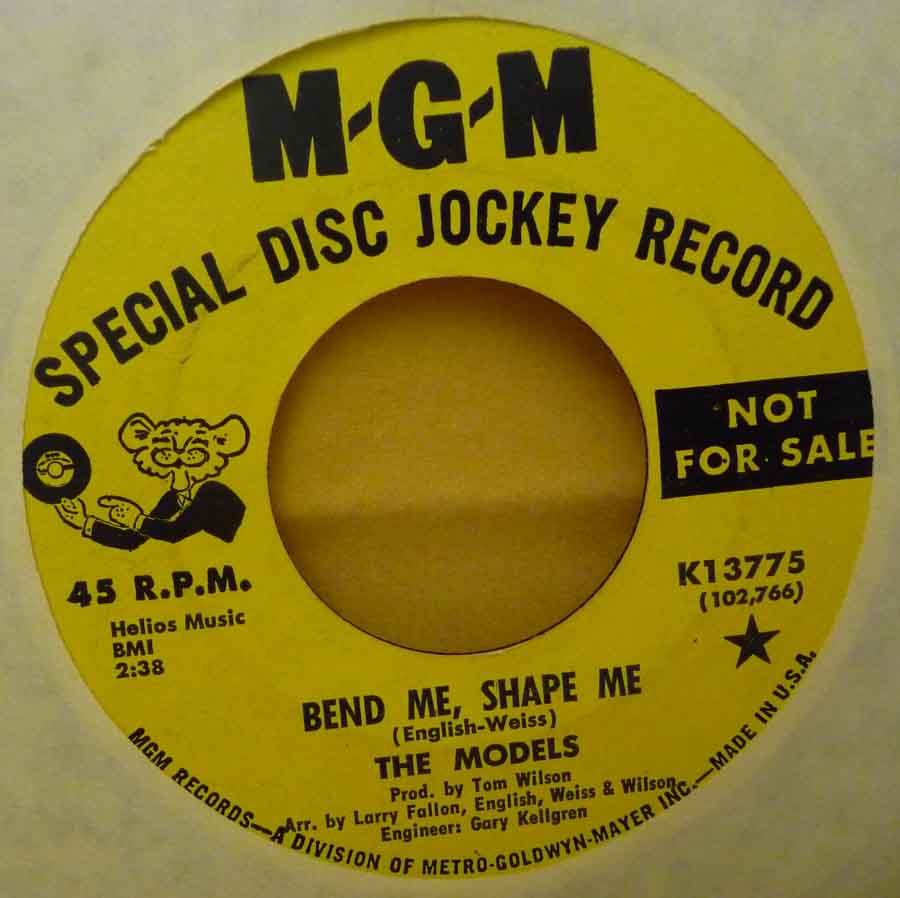 M-G-M
SPECIAL DISC JOCKEY RECORD
NOT
FOR SALE
45 R.P.M.
Helios Music
BMI
2:38
K13775
(102,766)
BEND ME, SHAPE ME
(English-Weiss)
THE MODELS
Prod. by Tom Wilson
Arr. by Larry Fallon, English, Weiss & Wilson
Engineer: Gary Kellgren
MGM RECORDS—A DIVISION OF METRO-GOLDWYN-MAYER INC.—MADE IN U.S.A.